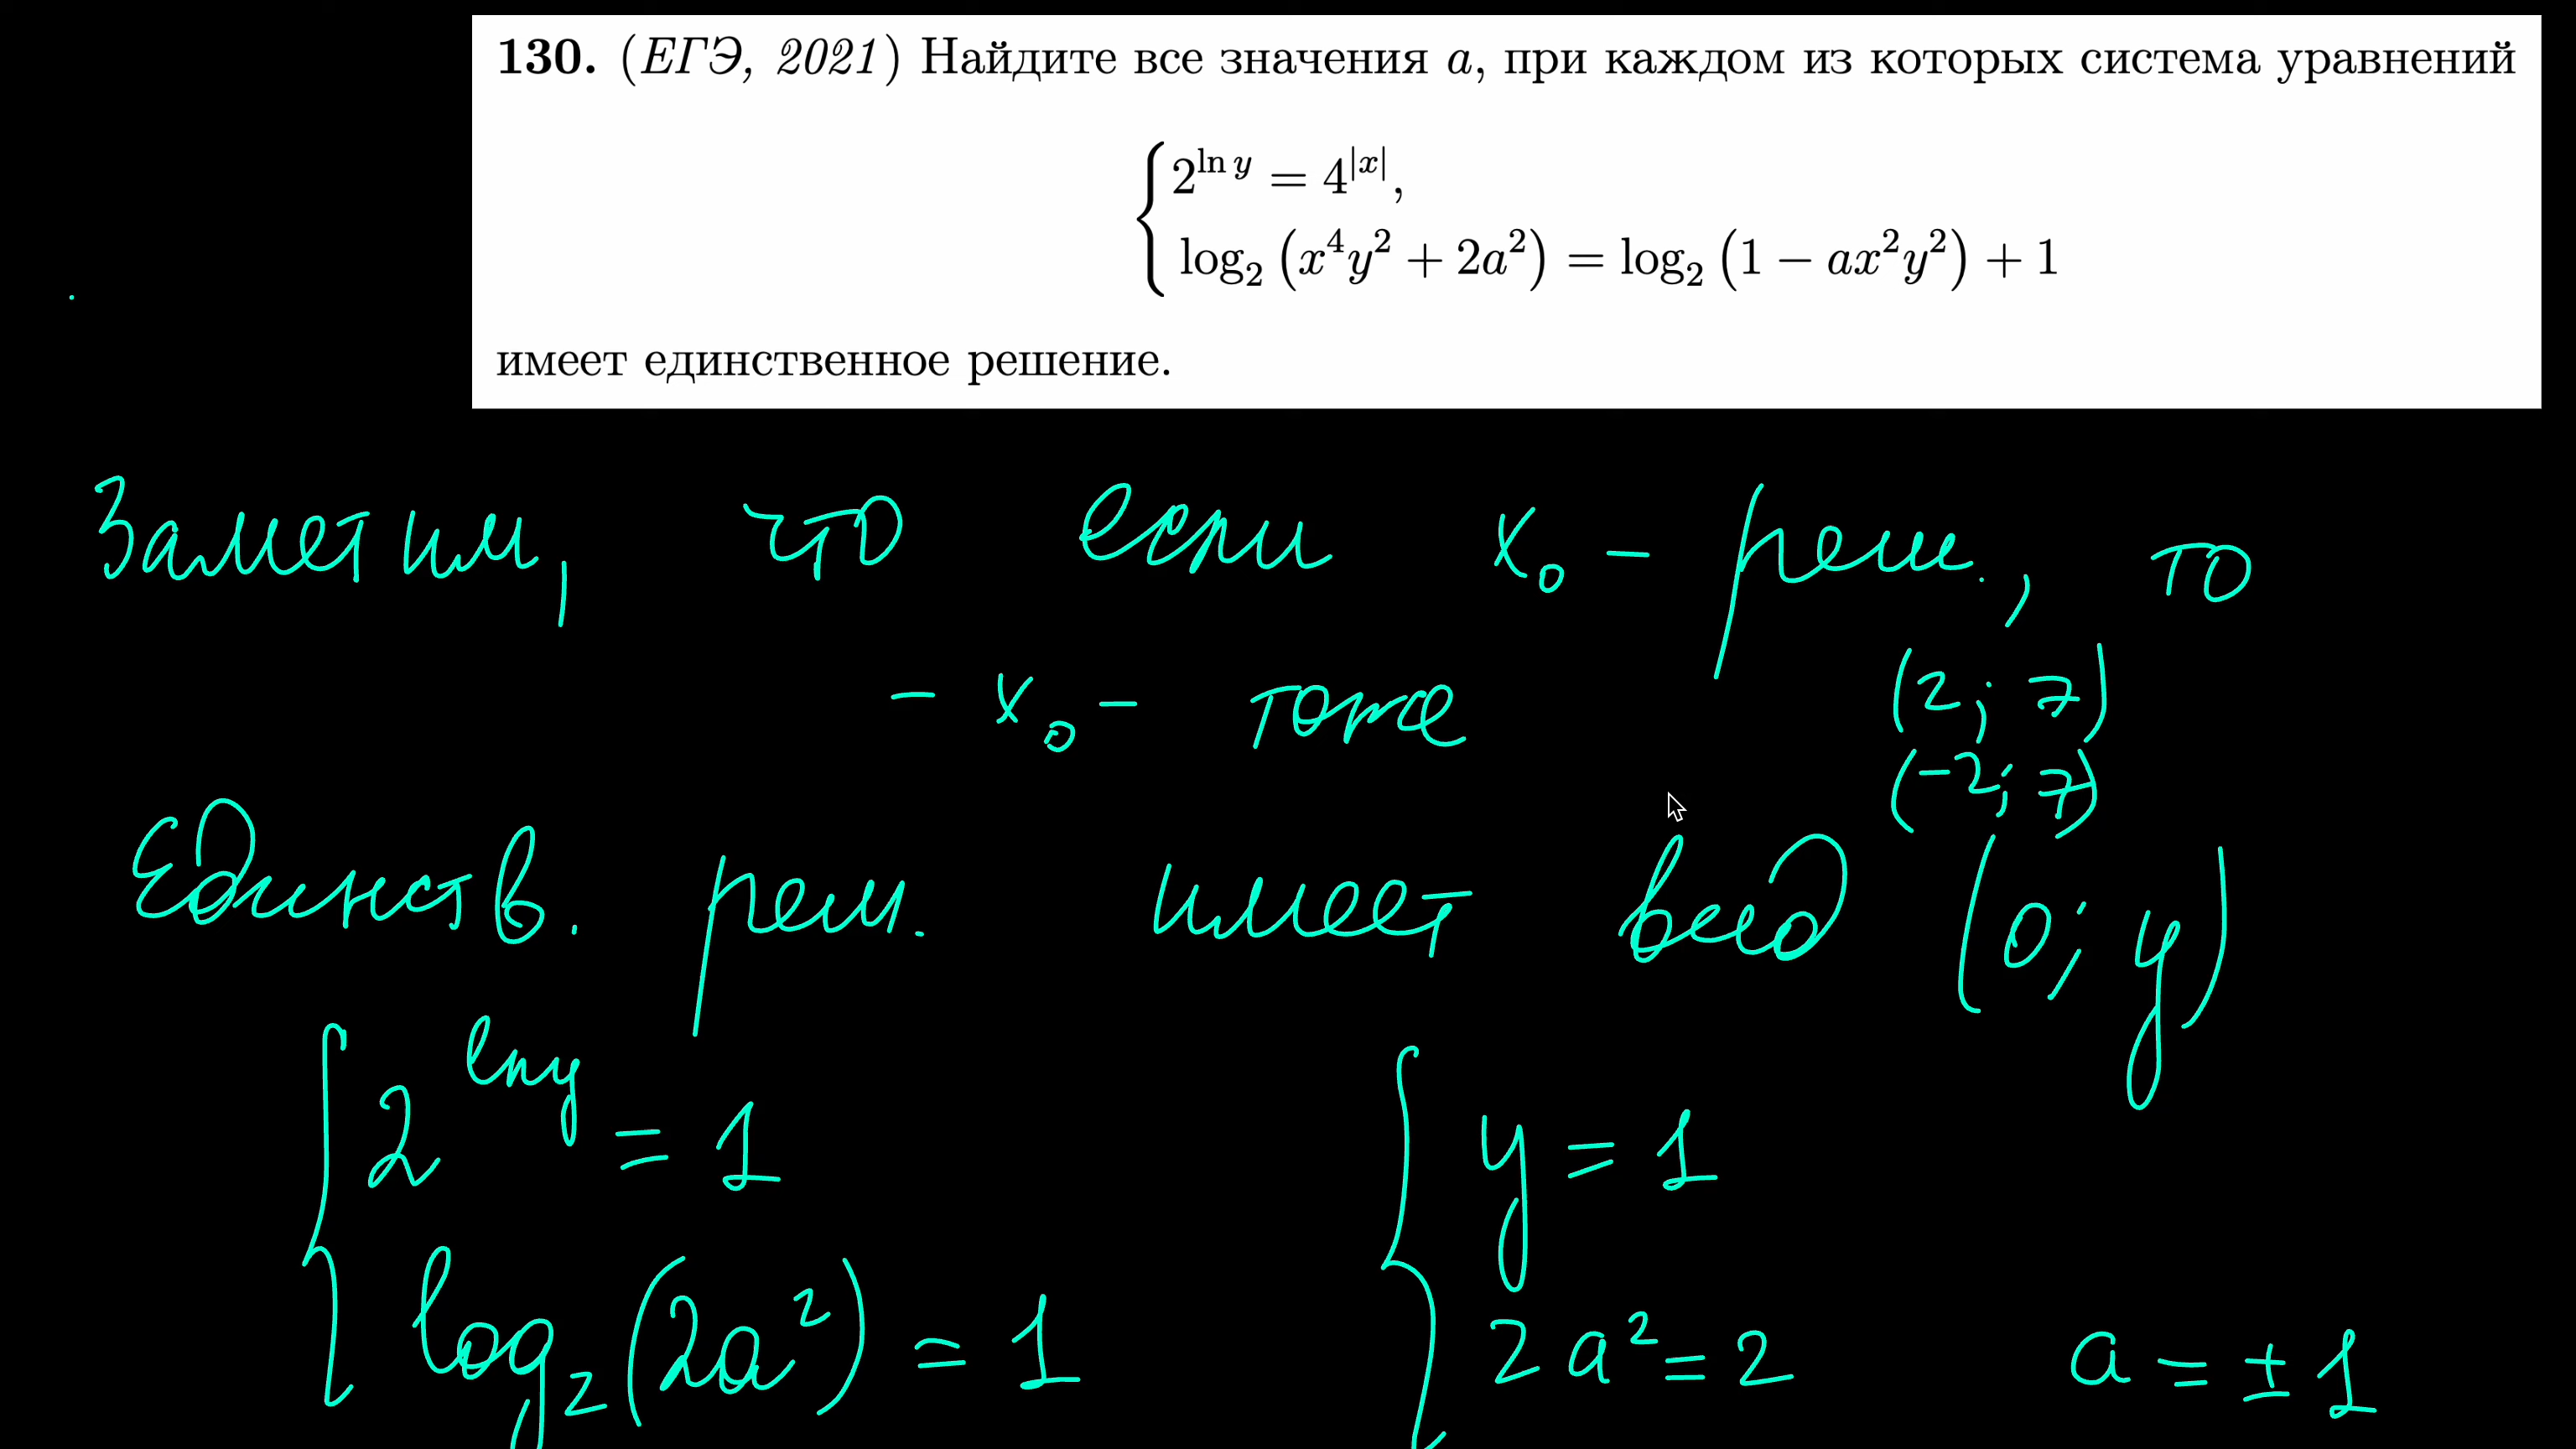 130. (ЕГЭ, 2021) Найдите все значения a, при каждом из которых система уравнений
2^{ln y} = 4^{|x|},
log₂ (x⁴y² + 2a²) = log₂ (1 − ax²y²) + 1
имеет единственное решение.
Заметим, что если x₀ – реш., то
– x₀ – тоже
(2; 7)
(-2; 7)
Единств. реш. имеет вид (0; y)
2^{ln y} = 1
y = 1
log₂(2a²) = 1
2a² = 2
a = ± 1